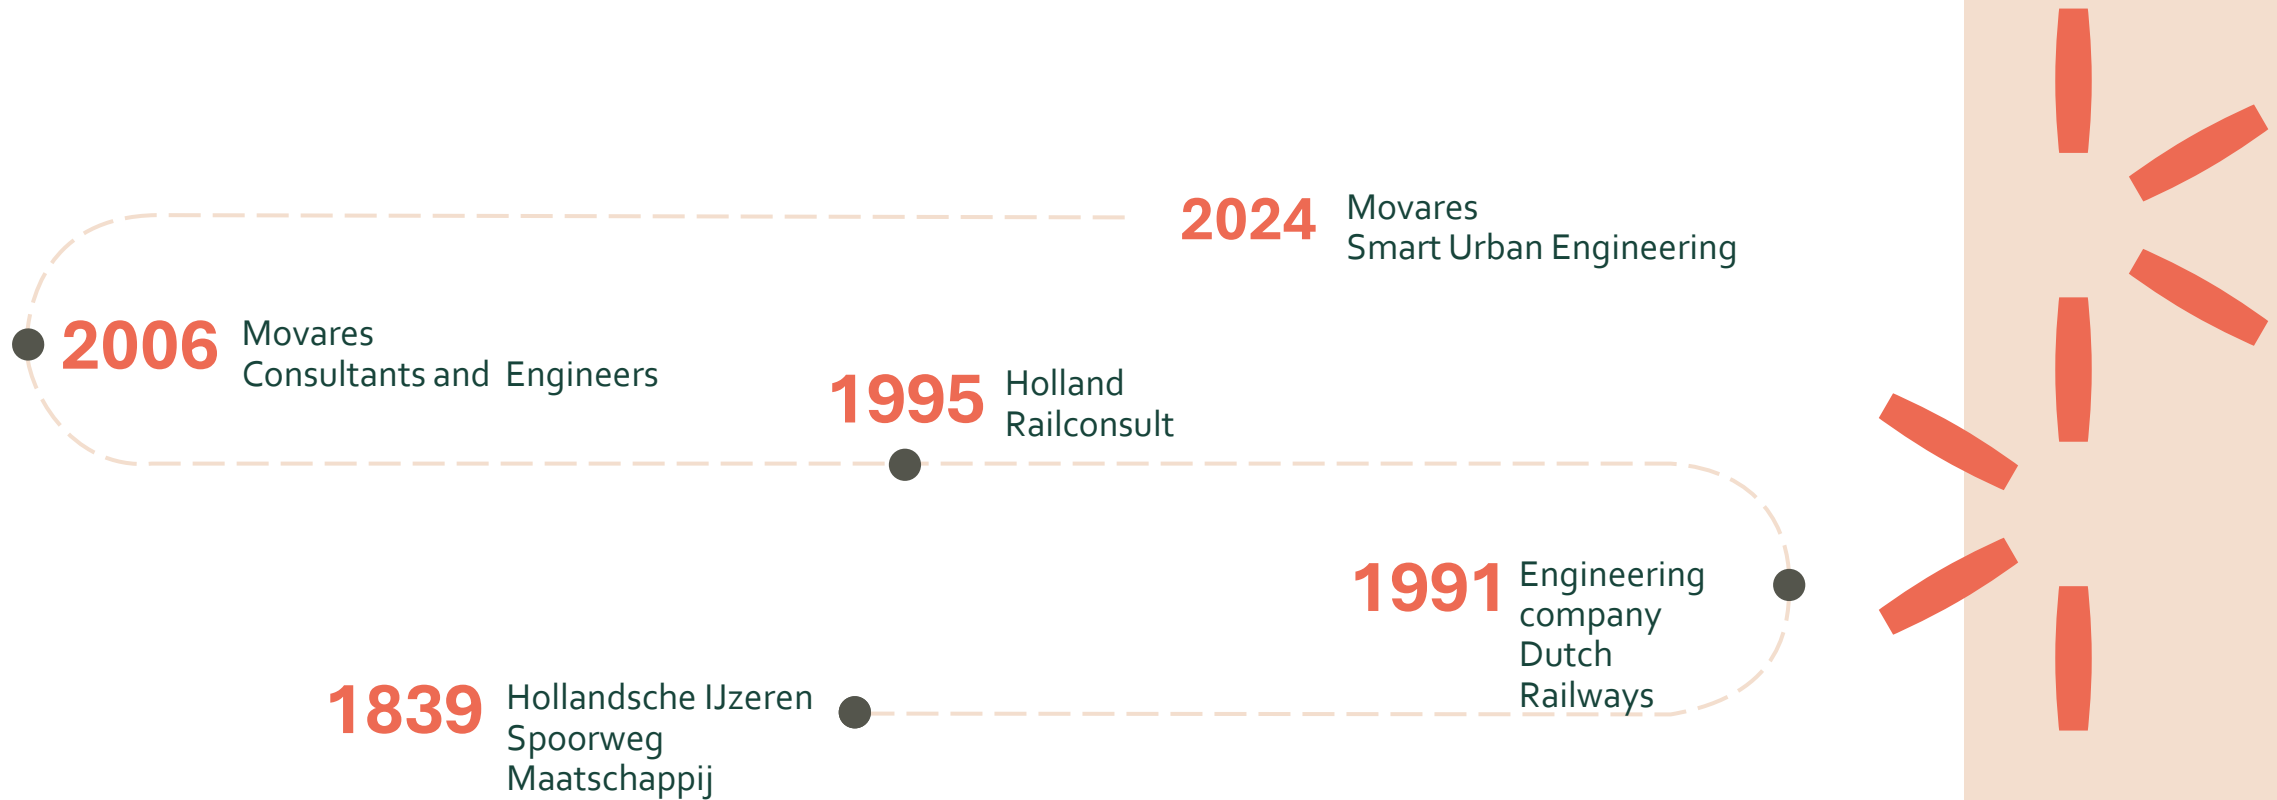 2024 Movares
Smart Urban Engineering
2006 Movares
Consultants and Engineers
1995 Holland
Railconsult
1991 Engineering
company
Dutch
Railways
1839 Hollandsche IJzeren
Spoorweg
Maatschappij